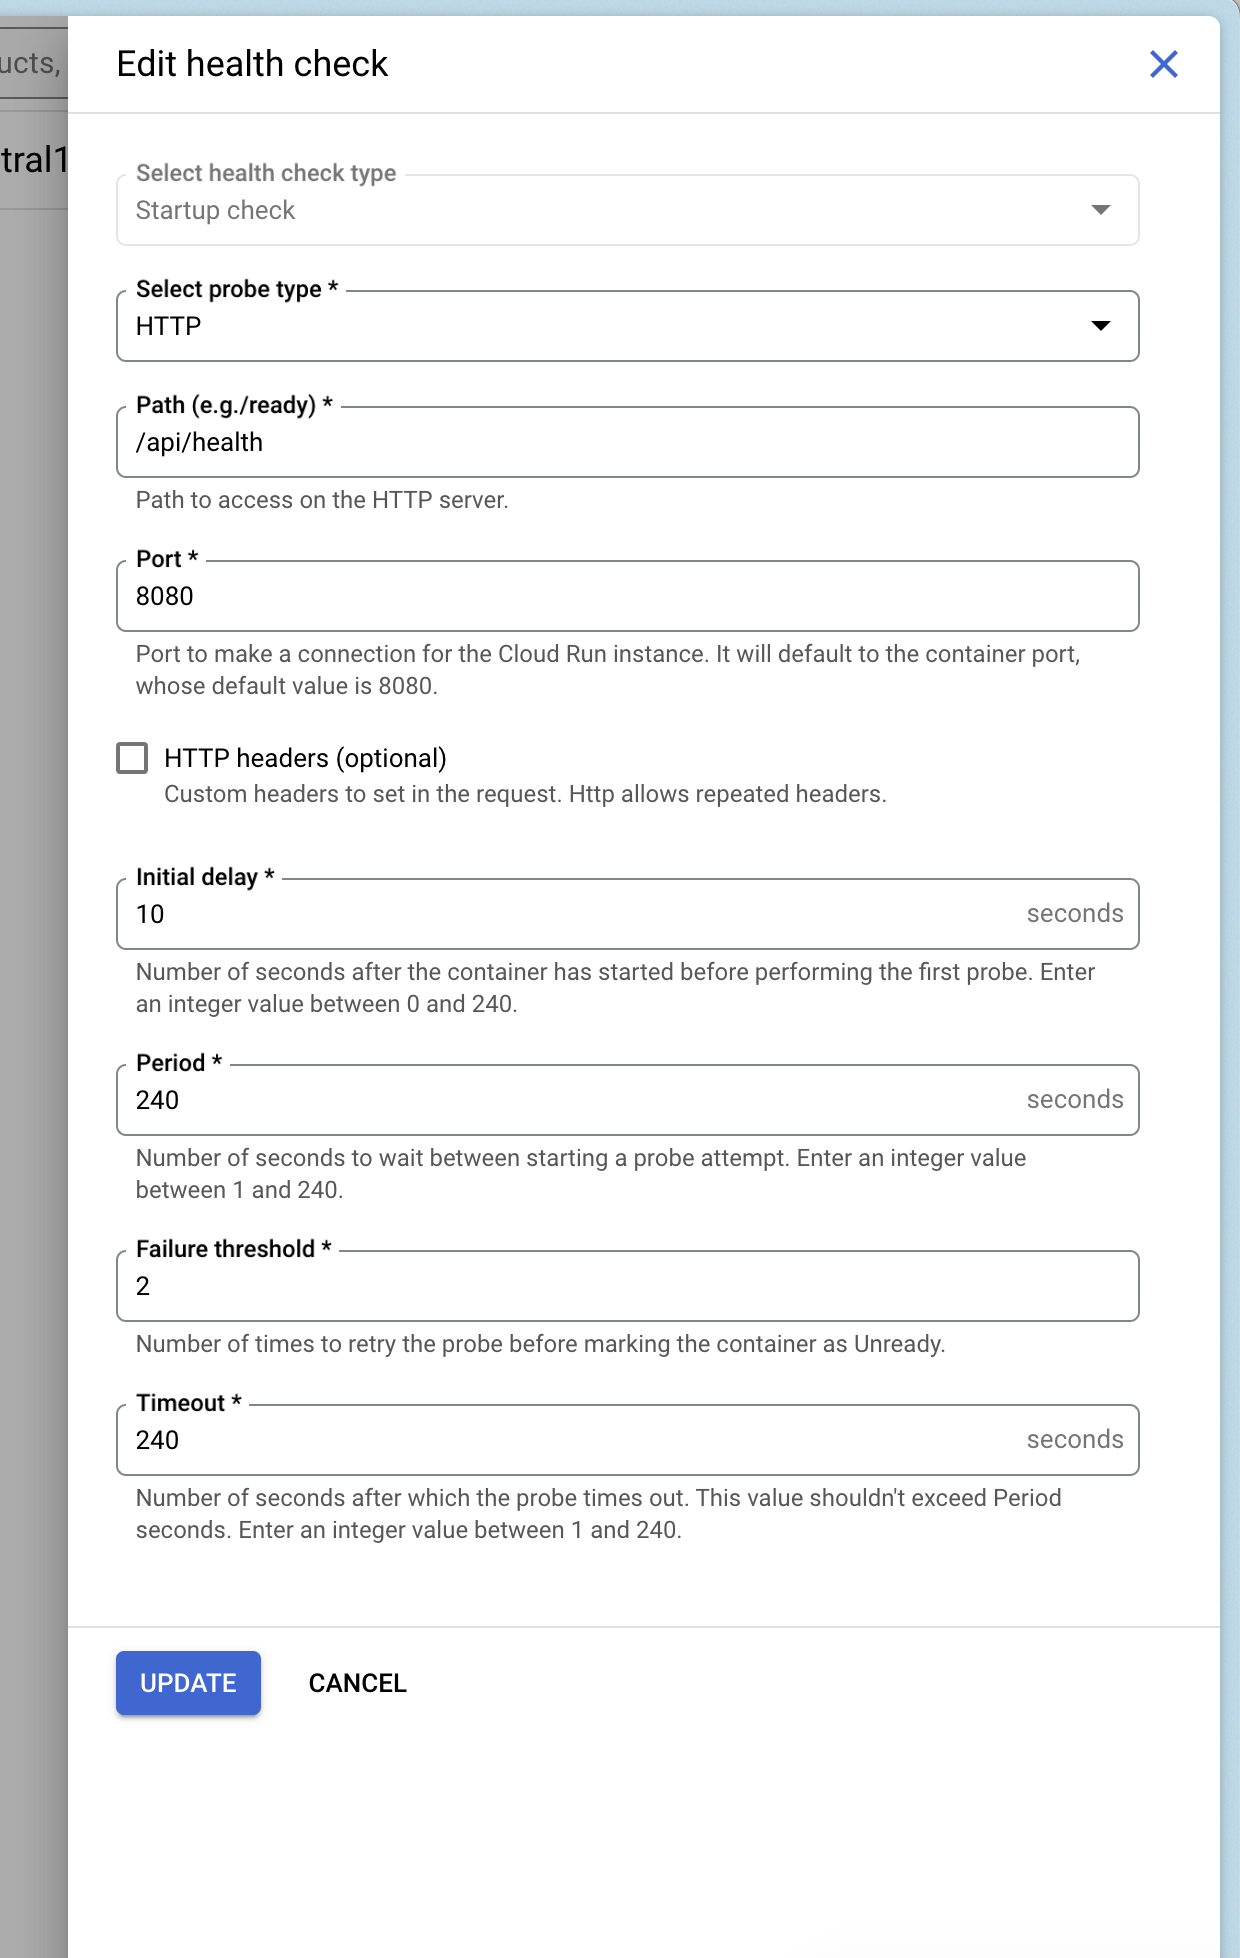 Edit health check
ucts,
tral1
Select health check type
Startup check
Select probe type *
HTTP
Path (e.g./ready) *
/api/health
Path to access on the HTTP server.
Port *
8080
Port to make a connection for the Cloud Run instance. It will default to the container port,
whose default value is 8080.
HTTP headers (optional)
Custom headers to set in the request. Http allows repeated headers.
Initial delay *
10 seconds
Number of seconds after the container has started before performing the first probe. Enter
an integer value between 0 and 240.
Period *
240 seconds
Number of seconds to wait between starting a probe attempt. Enter an integer value
between 1 and 240.
Failure threshold *
2
Number of times to retry the probe before marking the container as Unready.
Timeout *
240 seconds
Number of seconds after which the probe times out. This value shouldn't exceed Period
seconds. Enter an integer value between 1 and 240.
UPDATE CANCEL